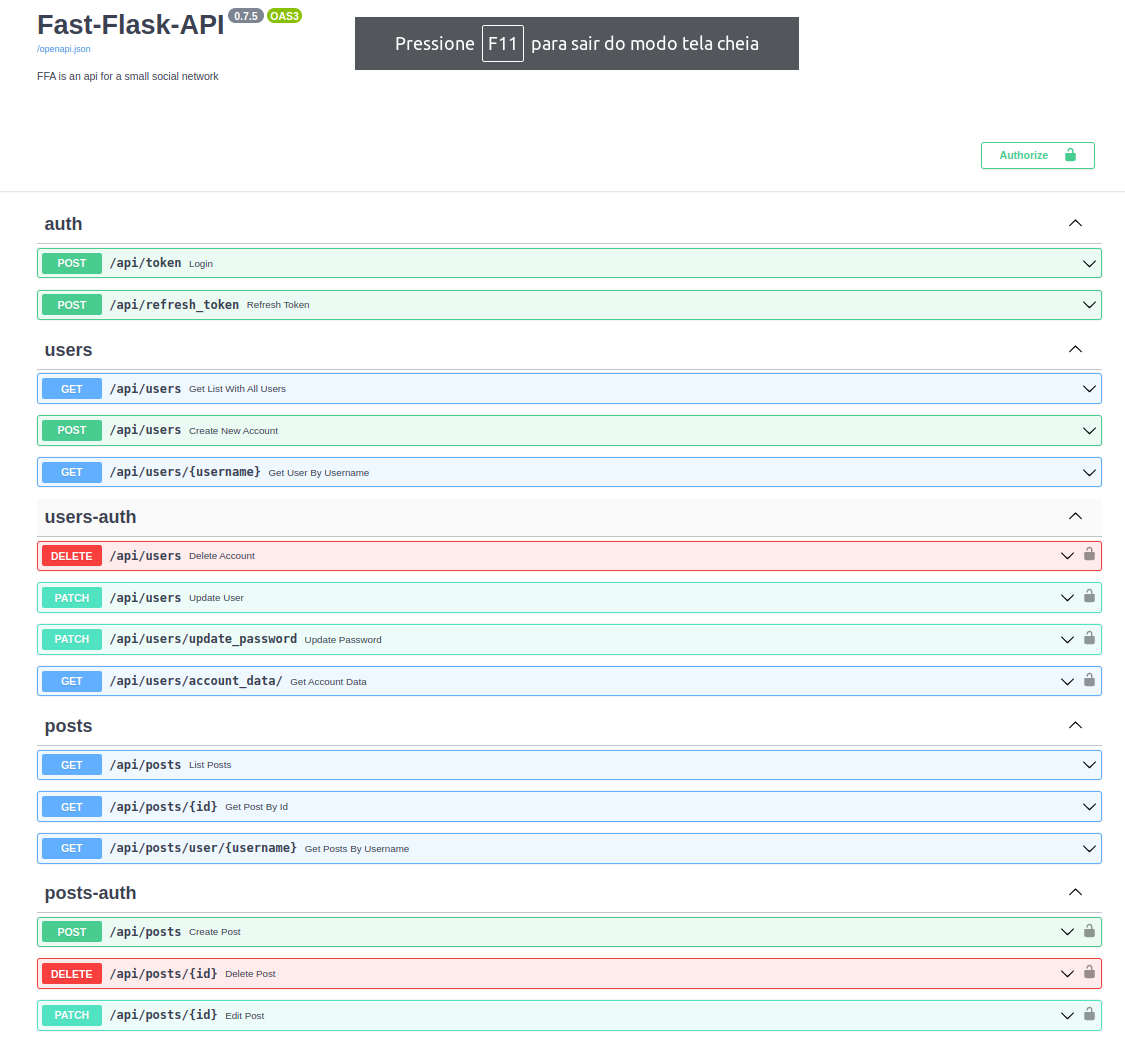 Fast-Flask-API 0.7.5 OAS3
/openapi.json
FFA is an api for a small social network
Pressione F11 para sair do modo tela cheia
Authorize
auth
POST /api/token Login
POST /api/refresh_token Refresh Token
users
GET /api/users Get List With All Users
POST /api/users Create New Account
GET /api/users/{username} Get User By Username
users-auth
DELETE /api/users Delete Account
PATCH /api/users Update User
PATCH /api/users/update_password Update Password
GET /api/users/account_data/ Get Account Data
posts
GET /api/posts List Posts
GET /api/posts/{id} Get Post By Id
GET /api/posts/user/{username} Get Posts By Username
posts-auth
POST /api/posts Create Post
DELETE /api/posts/{id} Delete Post
PATCH /api/posts/{id} Edit Post